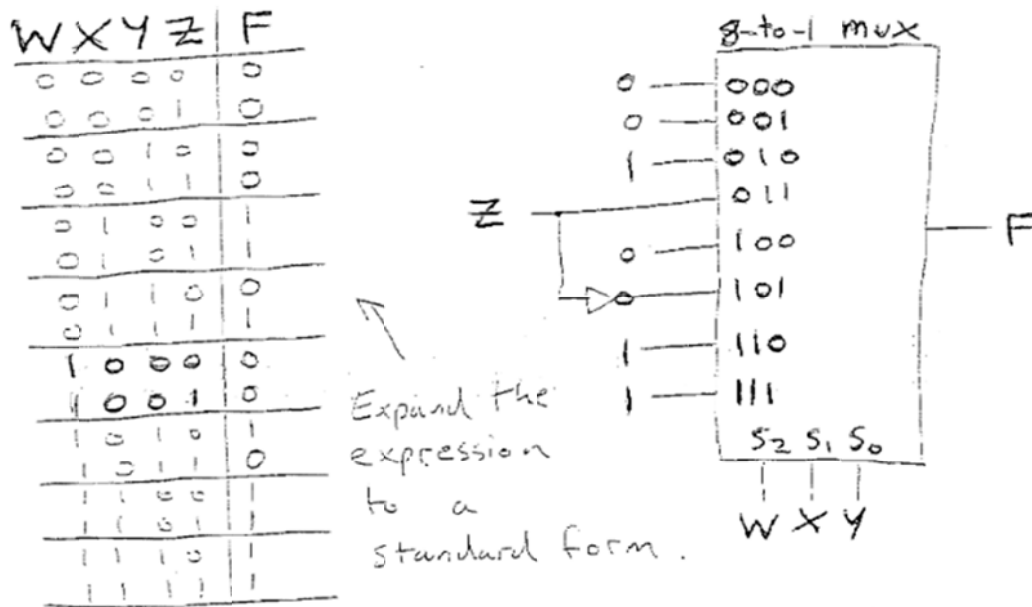 W X Y Z F
0 0 0 0 0
0 0 0 1 0
0 0 1 0 0
0 0 1 1 0
0 1 0 0 1
0 1 0 1 1
0 1 1 0 0
0 1 1 1 1
1 0 0 0 0
1 0 0 1 0
1 0 1 0 1
1 0 1 1 0
1 1 0 0 1
1 1 0 1 1
1 1 1 0 1
1 1 1 1 1
Expand the
expression
to a
standard form.
8-to-1 mux
0 000
0 001
1 010
Z 011
F
0 100
101
1 110
1 111
S2 S1 S0
W X Y